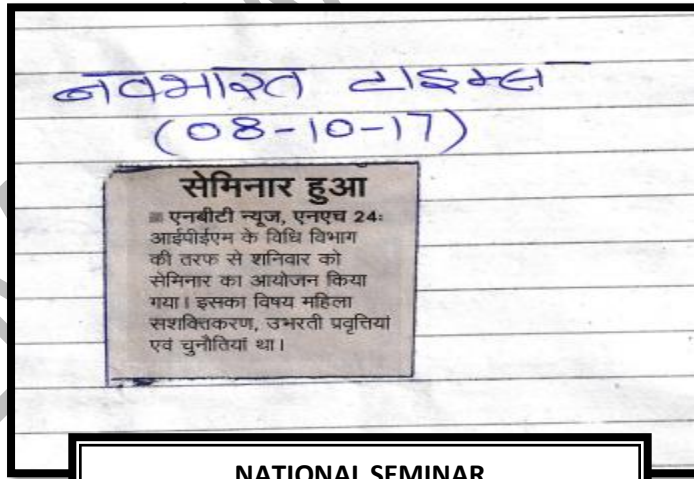 नवभारत टाइम्स
(08-10-17)
सेमिनार हुआ
एनबीटी न्यूज, एनएच 24:
आईपीईएम के विधि विभाग
की तरफ से शनिवार को
सेमिनार का आयोजन किया
गया। इसका विषय महिला
सशक्तिकरण, उभरती प्रवृत्तियां
एवं चुनौतियां था।
NATIONAL SEMINAR